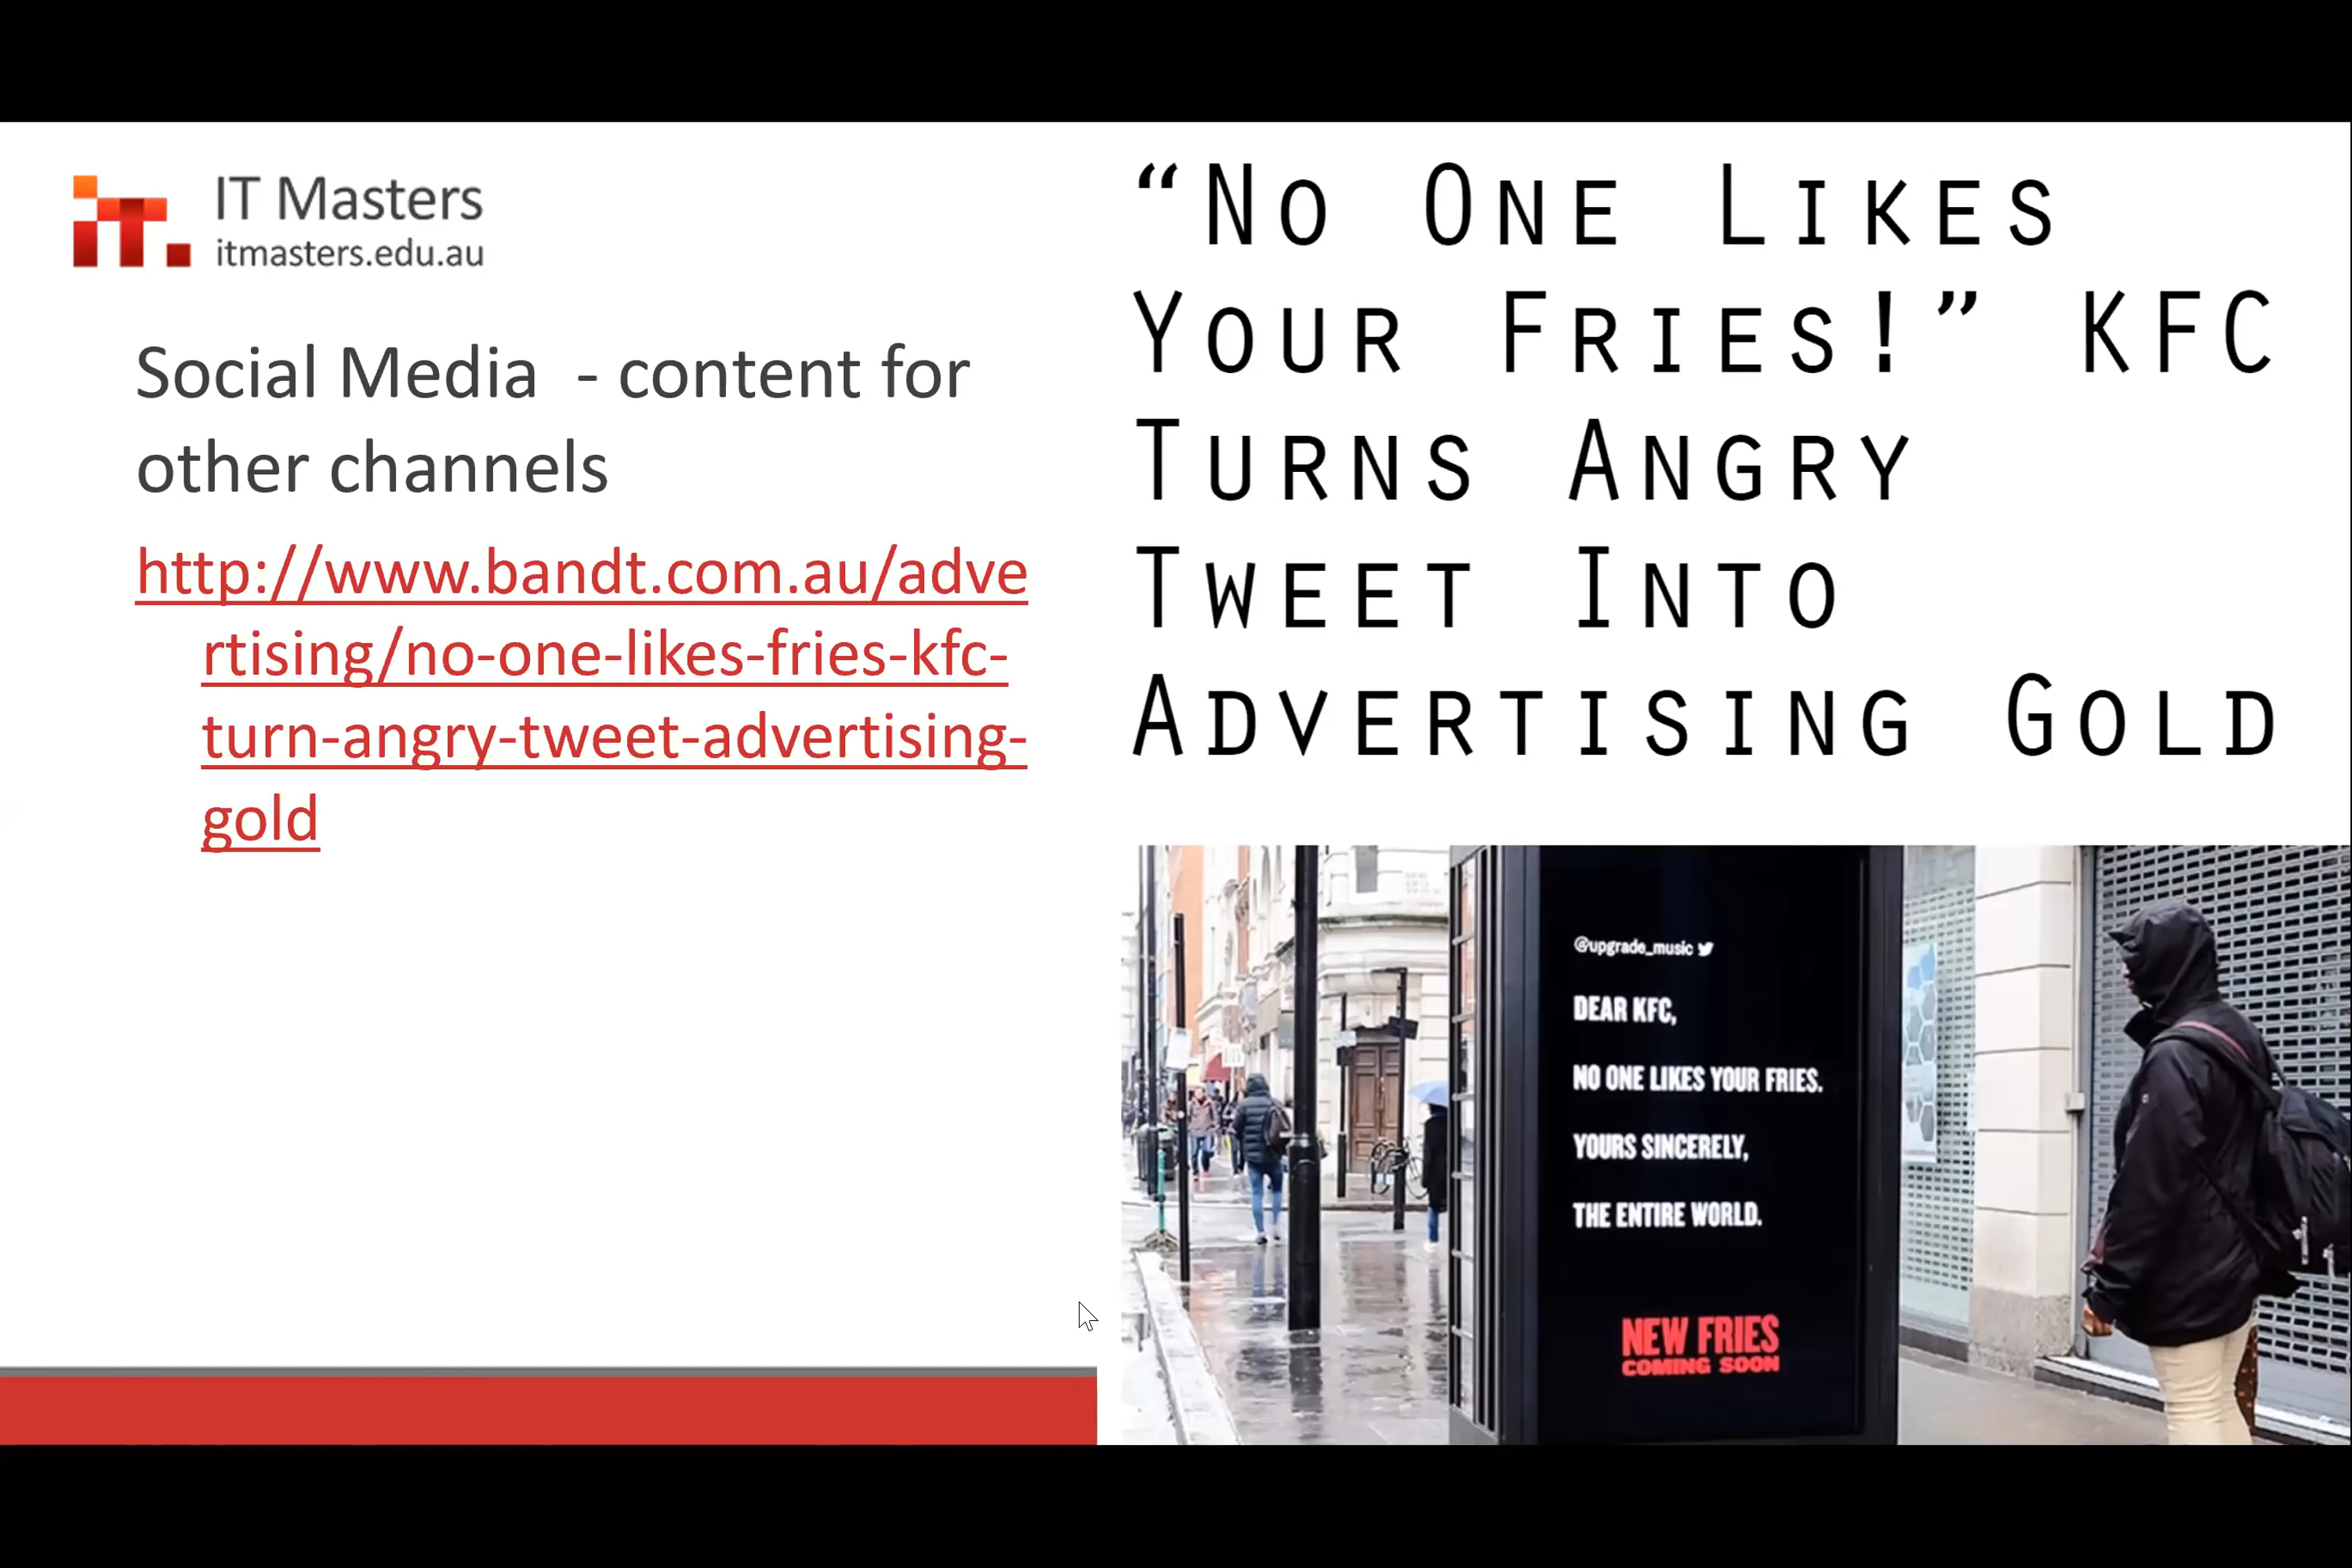 IT Masters
itmasters.edu.au
Social Media - content for
other channels
http://www.bandt.com.au/adve
rtising/no-one-likes-fries-kfc-
turn-angry-tweet-advertising-
gold
“No One Likes
Your Fries!” KFC
Turns Angry
Tweet Into
Advertising Gold
@upgrade_music
DEAR KFC,
NO ONE LIKES YOUR FRIES.
YOURS SINCERELY,
THE ENTIRE WORLD.
NEW FRIES
COMING SOON